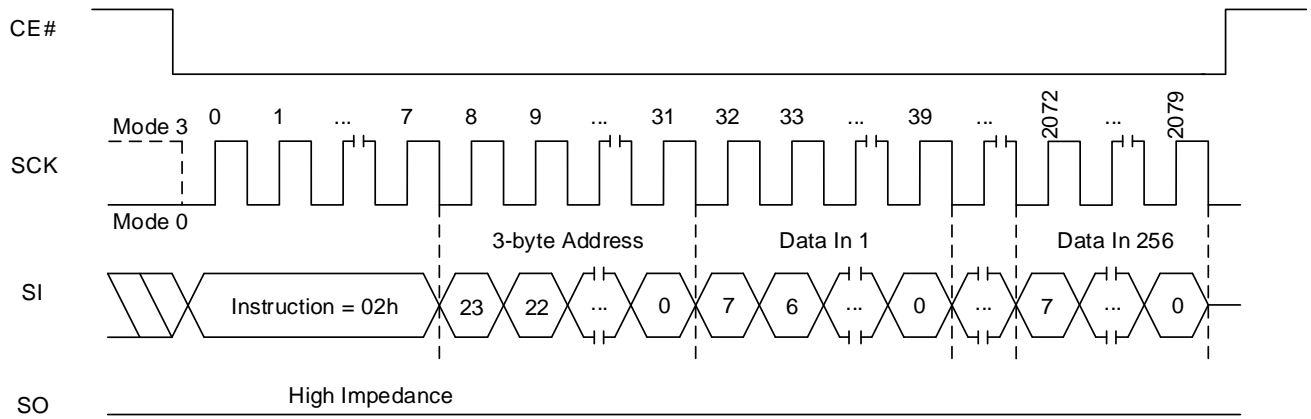 CE#
0 1 ... 7 8 9 ... 31 32 33 ... 39 ... 2072 ... 2079
Mode 3
SCK
Mode 0
3-byte Address Data In 1 Data In 256
SI
Instruction = 02h 23 22 ... 0 7 6 ... 0 ... 7 ... 0
High Impedance
SO